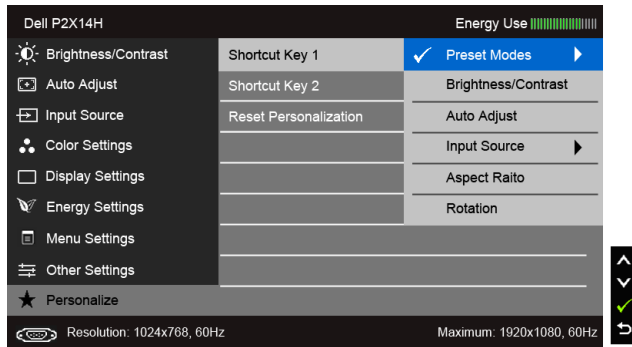 Dell P2X14H
Energy Use
Brightness/Contrast
Auto Adjust
Input Source
Color Settings
Display Settings
Energy Settings
Menu Settings
Other Settings
Personalize
Shortcut Key 1
Shortcut Key 2
Reset Personalization
Preset Modes
Brightness/Contrast
Auto Adjust
Input Source
Aspect Raito
Rotation
Resolution: 1024x768, 60Hz
Maximum: 1920x1080, 60Hz